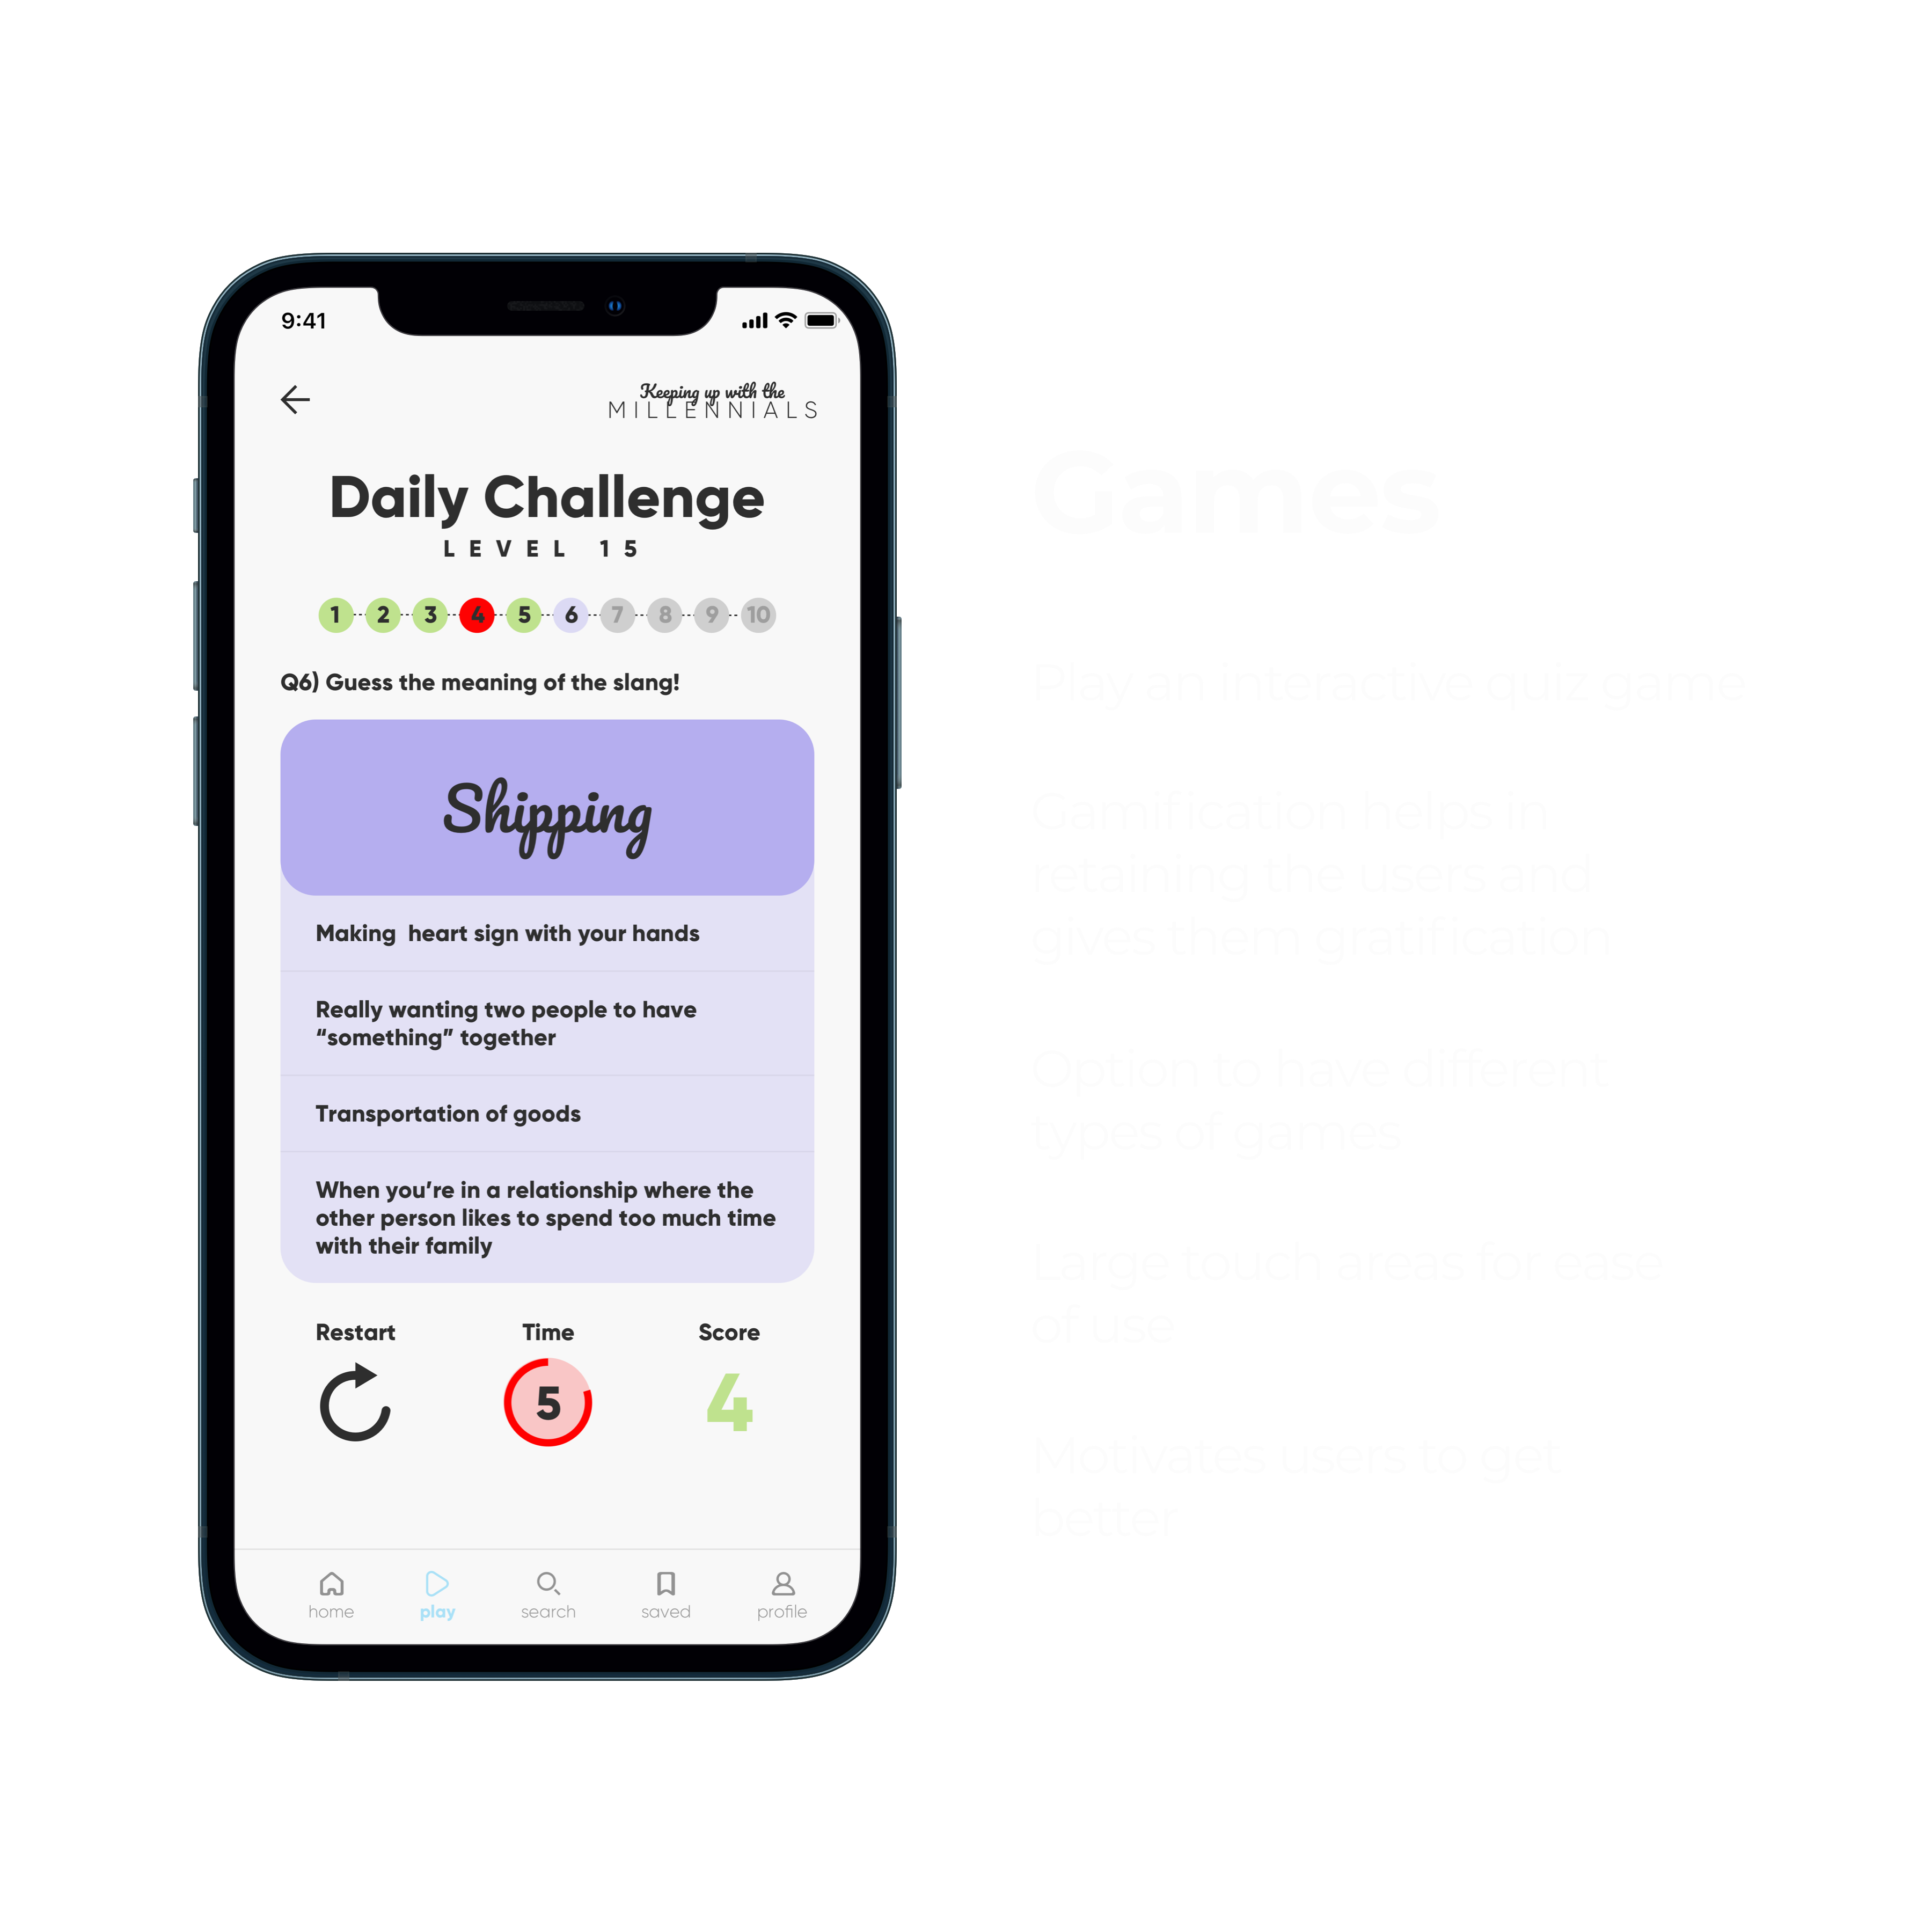 9:41
Keeping up with the
MILLENNIALS
Daily Challenge
LEVEL 15
1 2 3 4 5 6 7 8 9 10
Q6) Guess the meaning of the slang!
Shipping
Making heart sign with your hands
Really wanting two people to have
“something” together
Transportation of goods
When you’re in a relationship where the
other person likes to spend too much time
with their family
Restart Time Score
5 4
home play search saved profile
Games
Play an interactive quiz game
Gamification helps in
retaining the users and
gives them gratification
Option to have different
types of games
Large touch areas for ease
of use
Motivates users to get
better